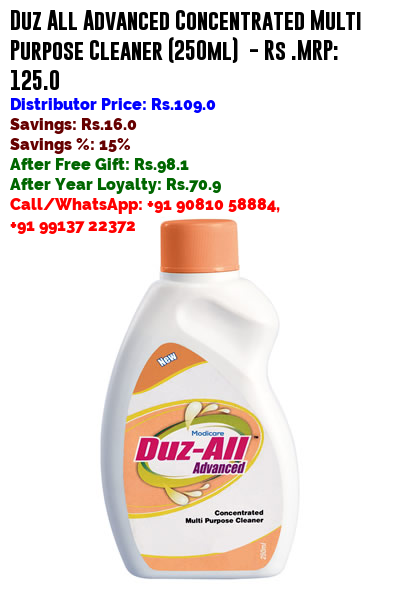 Duz All Advanced Concentrated Multi
Purpose Cleaner (250ml) - Rs .MRP:
125.0
Distributor Price: Rs.109.0
Savings: Rs.16.0
Savings %: 15%
After Free Gift: Rs.98.1
After Year Loyalty: Rs.70.9
Call/WhatsApp: +91 90810 58884,
+91 99137 22372
New
Modicare
Duz-All
Advanced
Concentrated
Multi Purpose Cleaner
250ml